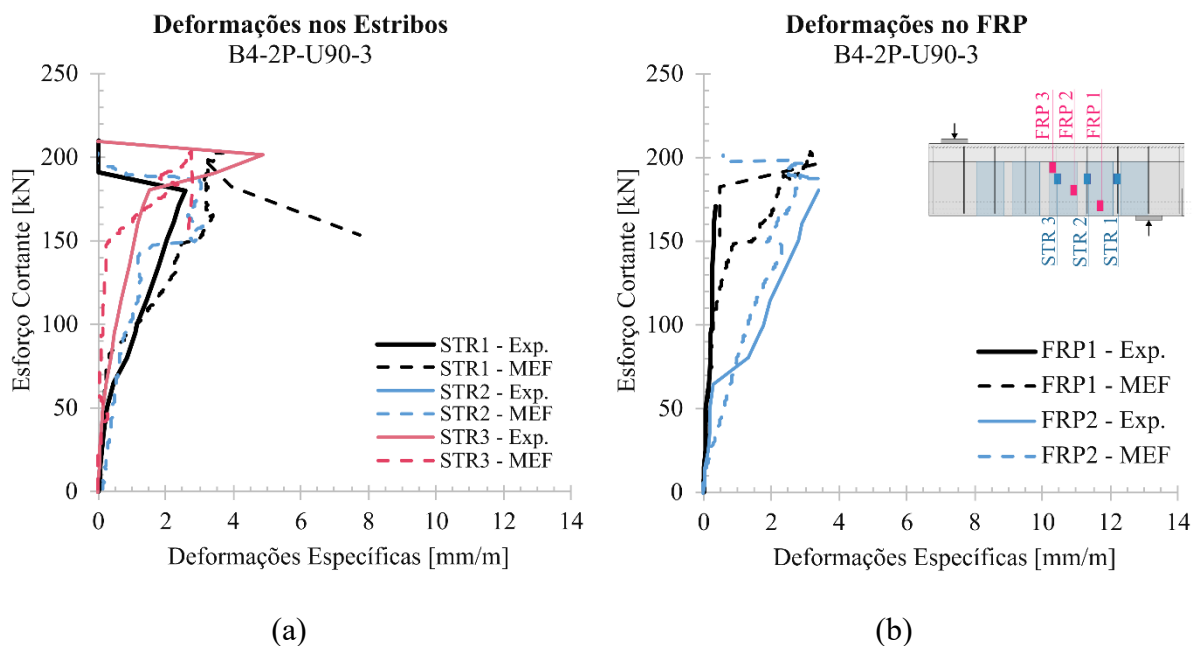 Deformações nos Estribos
B4-2P-U90-3
Esforço Cortante [kN]
250
200
150
100
50
0
STR1 - Exp.
STR1 - MEF
STR2 - Exp.
STR2 - MEF
STR3 - Exp.
STR3 - MEF
0 2 4 6 8 10 12 14
Deformações Específicas [mm/m]
(a)
Deformações no FRP
B4-2P-U90-3
Esforço Cortante [kN]
250
200
150
100
50
0
FRP 3
FRP 2
FRP 1
STR 3
STR 2
STR 1
FRP1 - Exp.
FRP1 - MEF
FRP2 - Exp.
FRP2 - MEF
0 2 4 6 8 10 12 14
Deformações Específicas [mm/m]
(b)